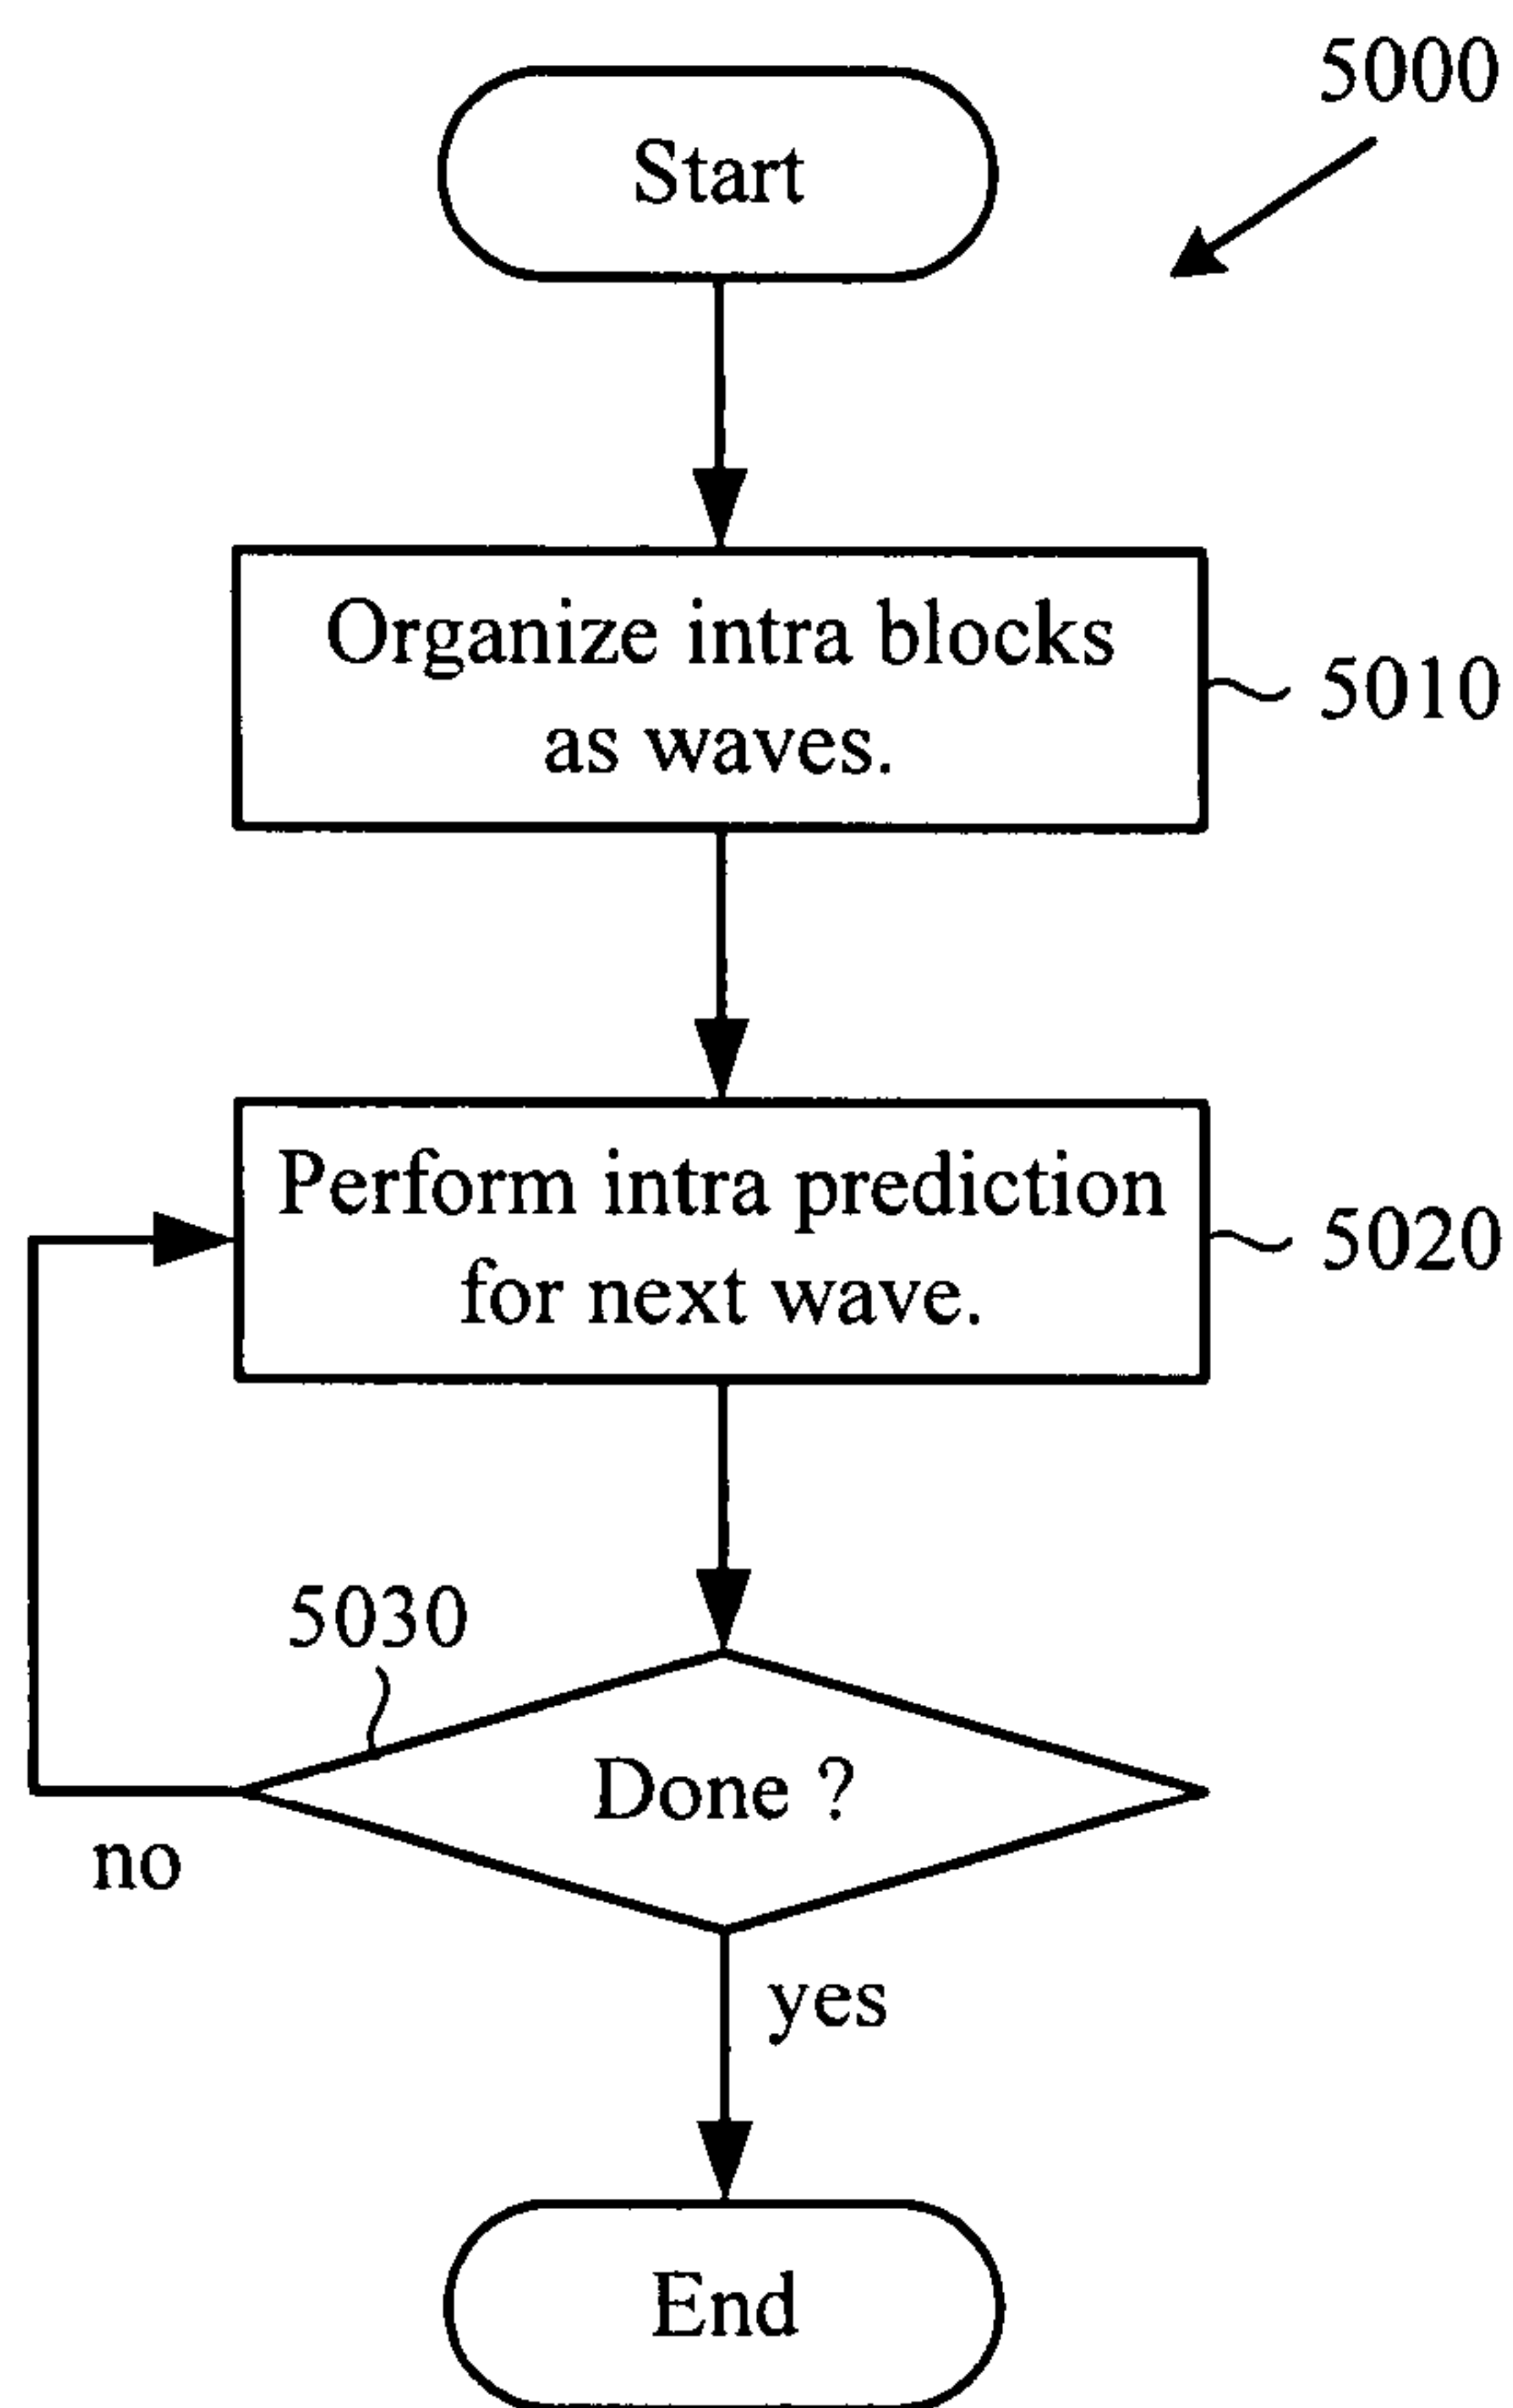 5000
Start
Organize intra blocks
as waves.
5010
Perform intra prediction
for next wave.
5020
5030
Done ?
no
yes
End